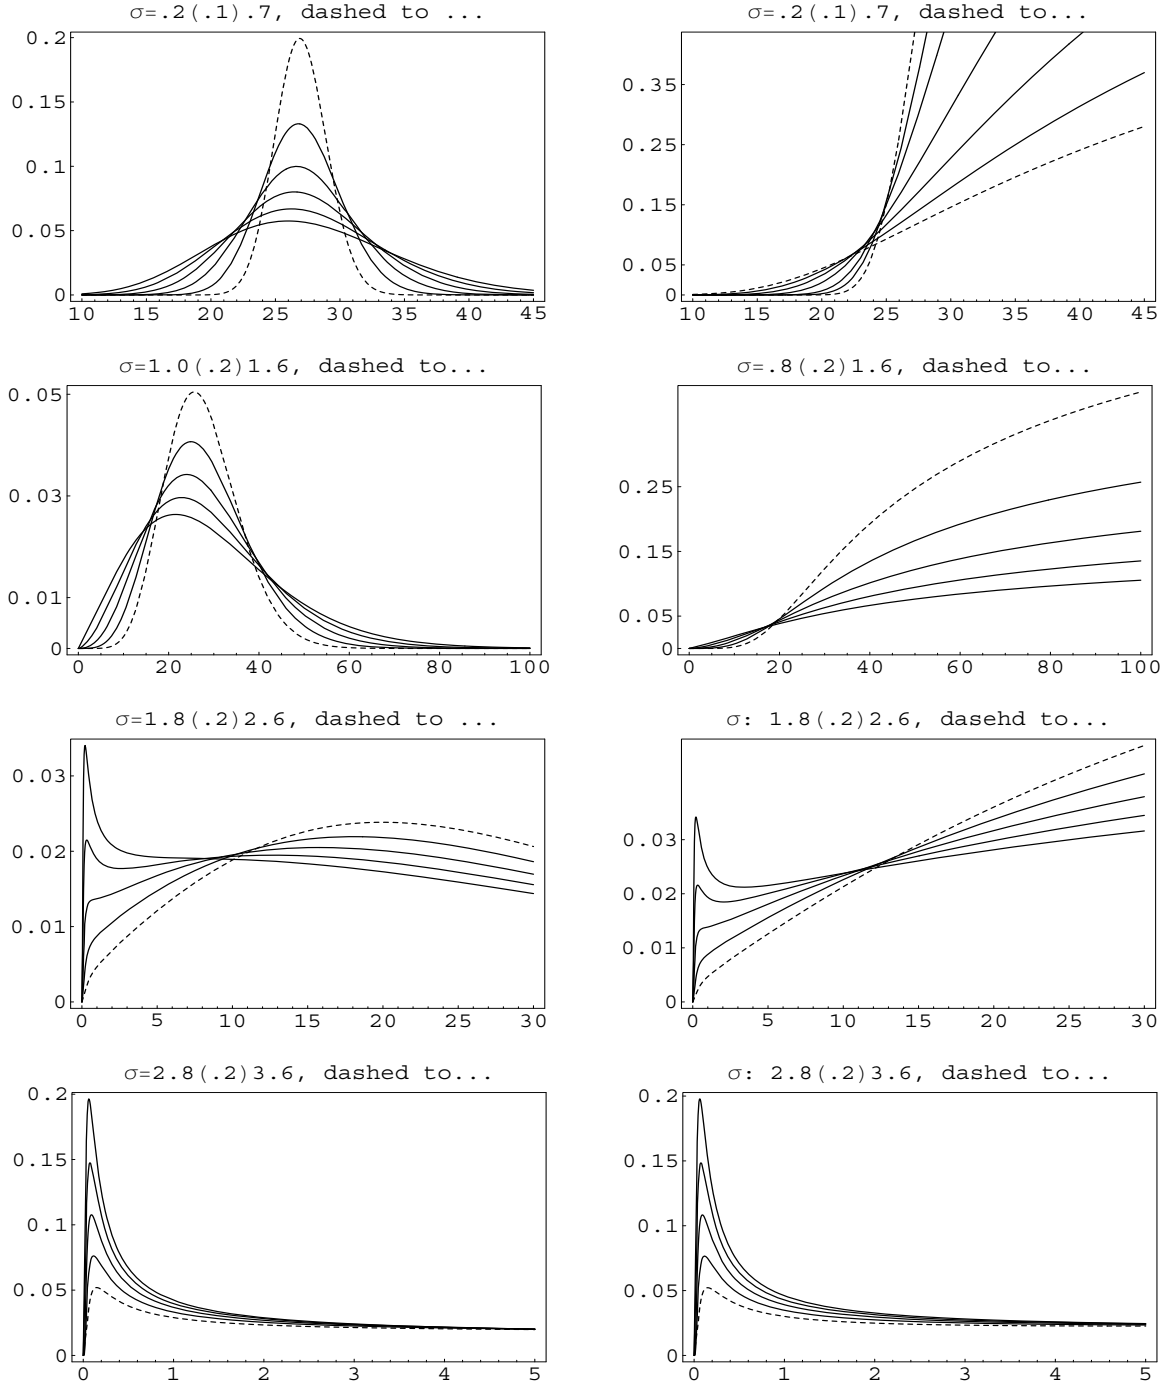 σ=.2(.1).7, dashed to ...
0.2
0.15
0.1
0.05
0
10 15 20 25 30 35 40 45
σ=.2(.1).7, dashed to...
0.35
0.25
0.15
0.05
0
10 15 20 25 30 35 40 45
σ=1.0(.2)1.6, dashed to...
0.05
0.03
0.01
0
0 20 40 60 80 100
σ=.8(.2)1.6, dashed to...
0.25
0.15
0.05
0
0 20 40 60 80 100
σ=1.8(.2)2.6, dashed to ...
0.03
0.02
0.01
0
0 5 10 15 20 25 30
σ: 1.8(.2)2.6, dasehd to...
0.03
0.02
0.01
0
0 5 10 15 20 25 30
σ=2.8(.2)3.6, dashed to...
0.2
0.15
0.1
0.05
0
0 1 2 3 4 5
σ: 2.8(.2)3.6, dashed to...
0.2
0.15
0.1
0.05
0
0 1 2 3 4 5